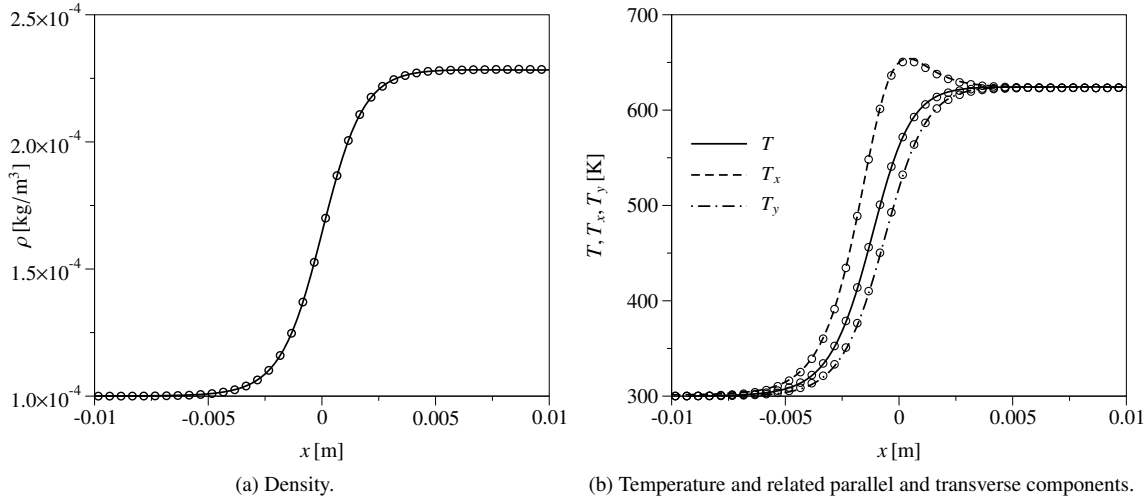 2.5×10⁻⁴
2.0×10⁻⁴
1.5×10⁻⁴
1.0×10⁻⁴
ρ [kg/m³]
-0.01
-0.005
0
0.005
0.01
x [m]
(a) Density.
700
600
500
400
300
T, Tₓ, T_y [K]
T
Tₓ
T_y
-0.01
-0.005
0
0.005
0.01
x [m]
(b) Temperature and related parallel and transverse components.